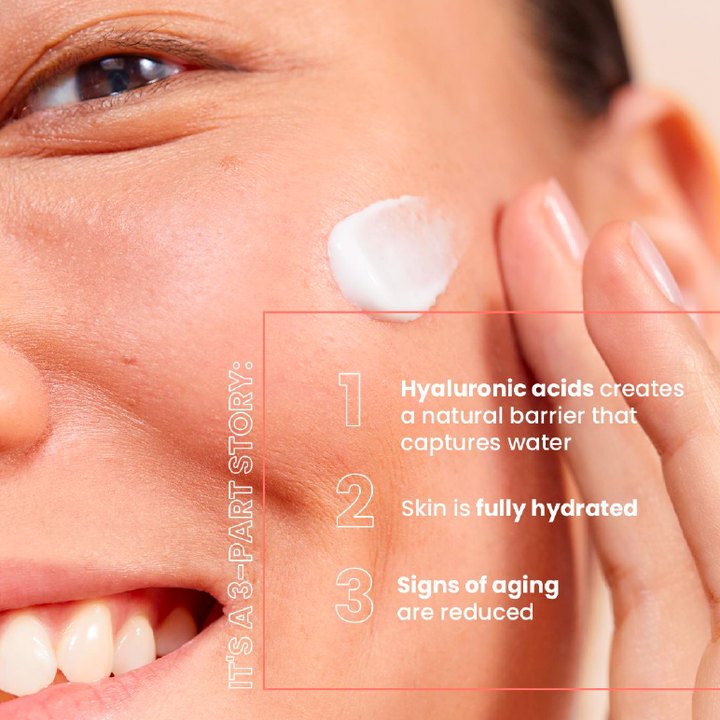 IT'S A 3-PART STORY:
1
Hyaluronic acids creates
a natural barrier that
captures water
2
Skin is fully hydrated
3
Signs of aging
are reduced